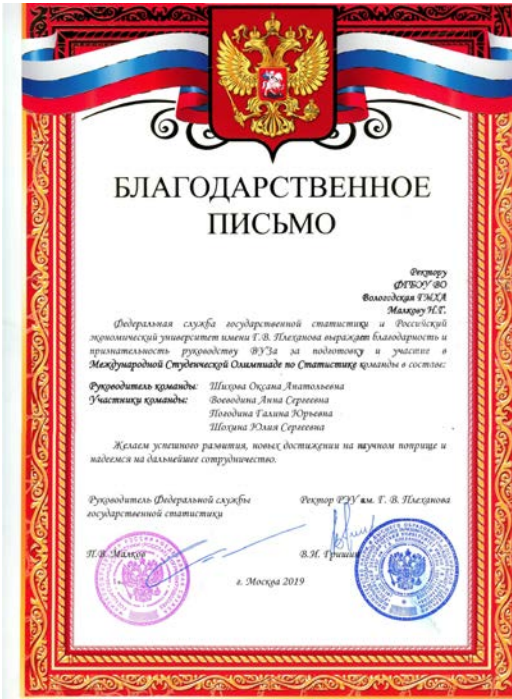 БЛАГОДАРСТВЕННОЕ
ПИСЬМО
Ректору
ФГБОУ ВО
Вологодская ГМХА
Малкову Н.Г.
Федеральная служба государственной статистики и Российский
экономический университет имени Г.В. Плеханова выражает благодарность и
признательность руководству ВУЗа за подготовку и участие в
Международной Студенческой Олимпиаде по Статистике команды в составе:
Руководитель команды: Шихова Оксана Анатольевна
Участники команды: Воеводина Анна Сергеевна
Погодина Галина Юрьевна
Шохина Юлия Сергеевна
Желаем успешного развития, новых достижении на научном поприще и
надеемся на дальнейшее сотрудничество.
Руководитель Федеральной службы
государственной статистики
Ректор РЭУ им. Г. В. Плеханова
П.В. Малков
В.И. Гришин
г. Москва 2019